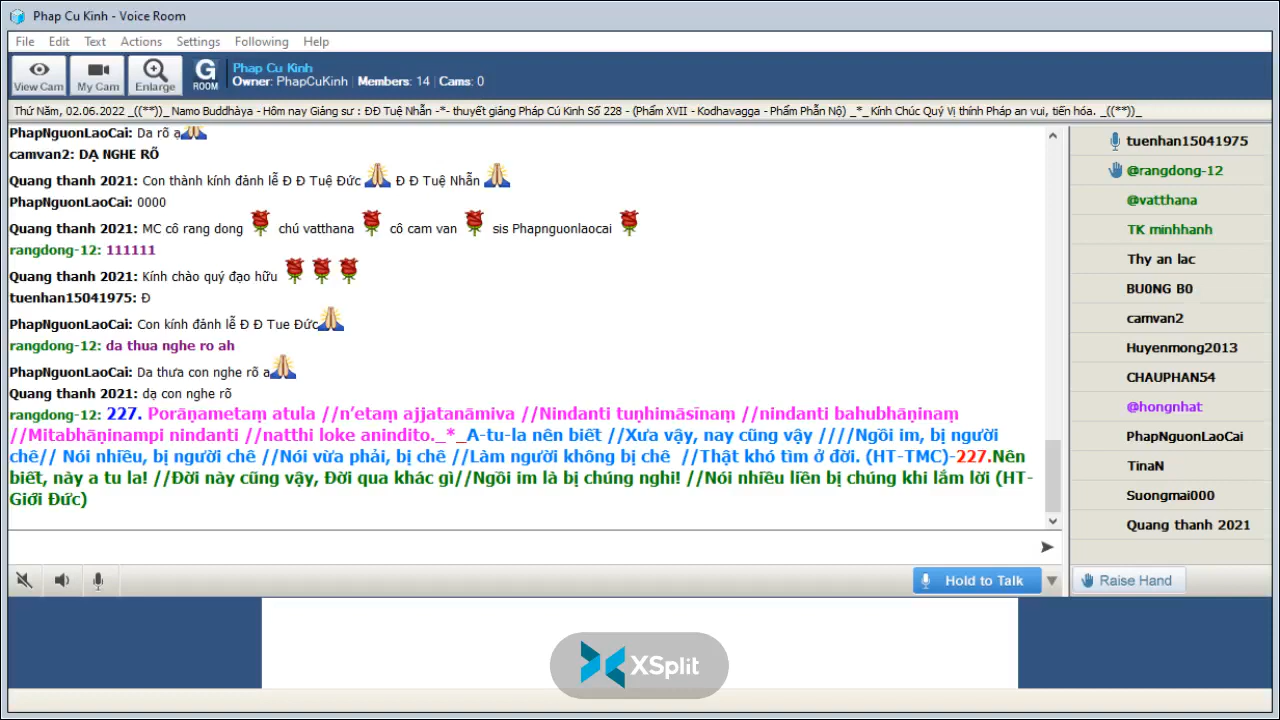 Phap Cu Kinh - Voice Room
File Edit Text Actions Settings Following Help
View Cam My Cam Enlarge G ROOM
Phap Cu Kinh
Owner: PhapCuKinh | Members: 14 | Cams: 0
Thứ Năm, 02.06.2022 _((**))_ Namo Buddhàya - Hôm nay Giảng sư : ĐĐ Tuệ Nhẫn -*- thuyết giảng Pháp Cú Kinh Số 228 - (Phẩm XVII - Kodhavagga - Phẩm Phẫn Nộ) _*_ Kính Chúc Quý Vị thính Pháp an vui, tiến hóa. _((**))_
PhapNguonLaoCai: Da rõ ạ
camvan2: DẠ NGHE RÕ
Quang thanh 2021: Con thành kính đảnh lễ Đ Đ Tuệ Đức Đ Đ Tuệ Nhẫn
PhapNguonLaoCai: 0000
Quang thanh 2021: MC cô rang dong chú vatthana cô cam van sis Phapnguonlaocai
rangdong-12: 111111
Quang thanh 2021: Kính chào quý đạo hữu
tuenhan15041975: Đ
PhapNguonLaoCai: Con kính đảnh lễ Đ Đ Tue Đức
rangdong-12: da thua nghe ro ah
PhapNguonLaoCai: Da thưa con nghe rõ ạ
Quang thanh 2021: dạ con nghe rõ
rangdong-12: 227. Porāṇametaṃ atula //n’etaṃ ajjatanāmiva //Nindanti tuṇhimāsīnaṃ //nindanti bahubhāṇinaṃ
//Mitabhāṇinampi nindanti //natthi loke anindito._*_A-tu-la nên biết //Xưa vậy, nay cũng vậy ////Ngồi im, bị người
chê// Nói nhiều, bị người chê //Nói vừa phải, bị chê //Làm người không bị chê //Thật khó tìm ở đời. (HT-TMC)-227.Nên
biết, này a tu la! //Đời này cũng vậy, Đời qua khác gì//Ngồi im là bị chúng nghi! //Nói nhiều liền bị chúng khi lắm lời (HT-
Giới Đức)
Hold to Talk
tuenhan15041975
@rangdong-12
@vatthana
TK minhhanh
Thy an lac
BU0NG B0
camvan2
Huyenmong2013
CHAUPHAN54
@hongnhat
PhapNguonLaoCai
TinaN
Suongmai000
Quang thanh 2021
Raise Hand
XSplit